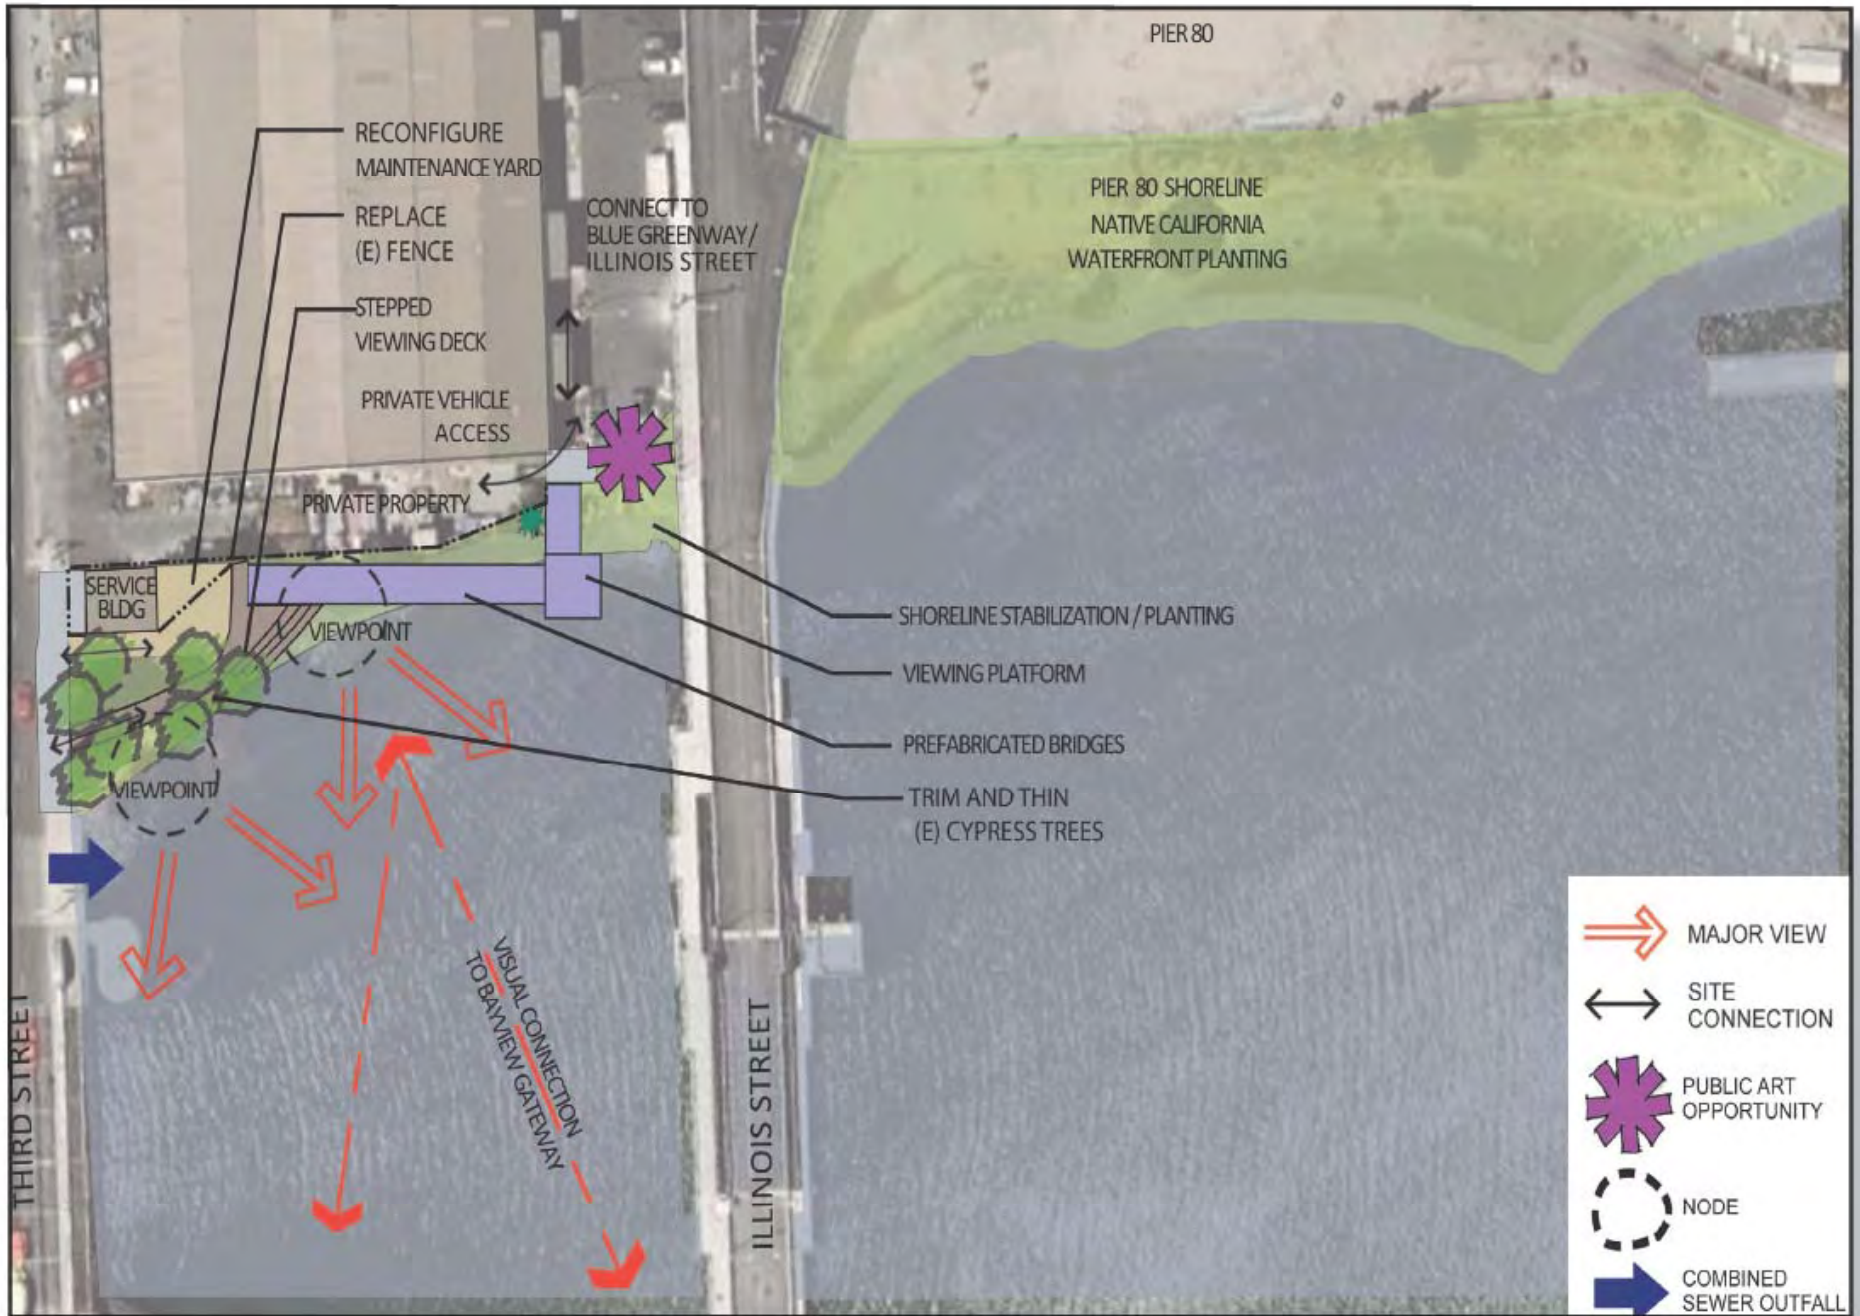 PIER 80
RECONFIGURE
MAINTENANCE YARD
REPLACE
(E) FENCE
STEPPED
VIEWING DECK
PRIVATE VEHICLE
ACCESS
PRIVATE PROPERTY
CONNECT TO
BLUE GREENWAY/
ILLINOIS STREET
PIER 80 SHORELINE
NATIVE CALIFORNIA
WATERFRONT PLANTING
SERVICE
BLDG
VIEWPOINT
VIEWPOINT
SHORELINE STABILIZATION / PLANTING
VIEWING PLATFORM
PREFABRICATED BRIDGES
TRIM AND THIN
(E) CYPRESS TREES
VISUAL CONNECTION
TO BAYVIEW GATEWAY
THIRD STREET
ILLINOIS STREET
MAJOR VIEW
SITE
CONNECTION
PUBLIC ART
OPPORTUNITY
NODE
COMBINED
SEWER OUTFALL